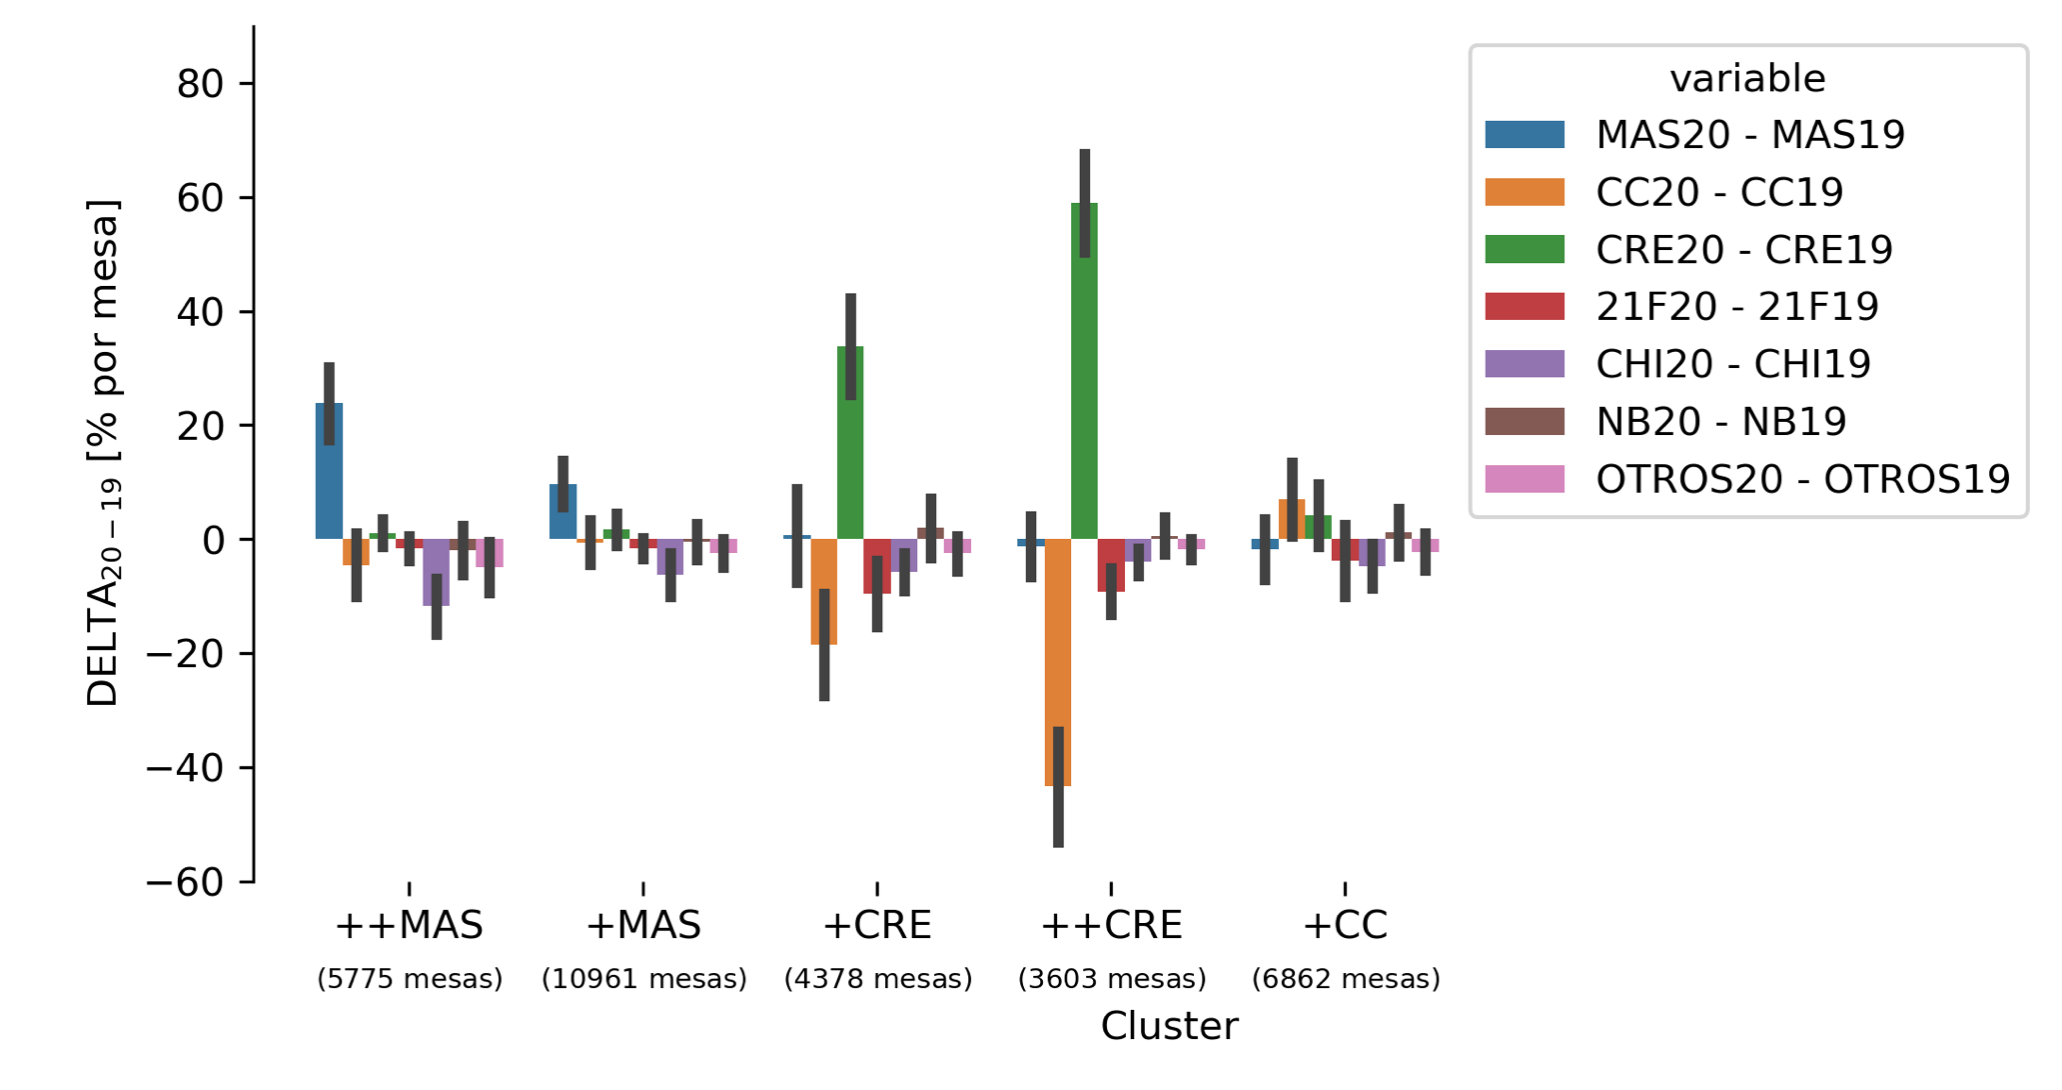 DELTA20−19 [% por mesa]
80
60
40
20
0
−20
−40
−60
++MAS
(5775 mesas)
+MAS
(10961 mesas)
+CRE
(4378 mesas)
++CRE
(3603 mesas)
+CC
(6862 mesas)
Cluster
variable
MAS20 - MAS19
CC20 - CC19
CRE20 - CRE19
21F20 - 21F19
CHI20 - CHI19
NB20 - NB19
OTROS20 - OTROS19